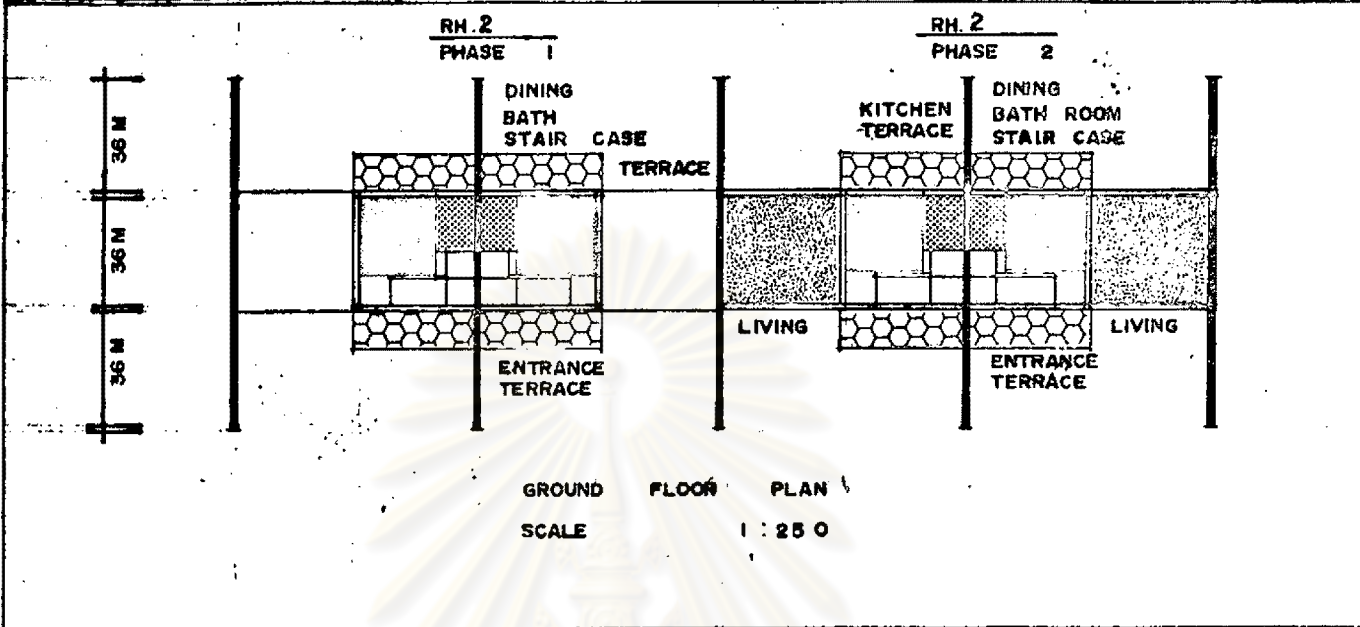 RH.2
PHASE 1
DINING
BATH
STAIR CASE
TERRACE
RH.2
PHASE 2
KITCHEN
TERRACE
DINING
BATH ROOM
STAIR CASE
36 M
36 M
36 M
ENTRANCE
TERRACE
LIVING
ENTRANCE
TERRACE
LIVING
GROUND FLOOR PLAN
SCALE 1:250